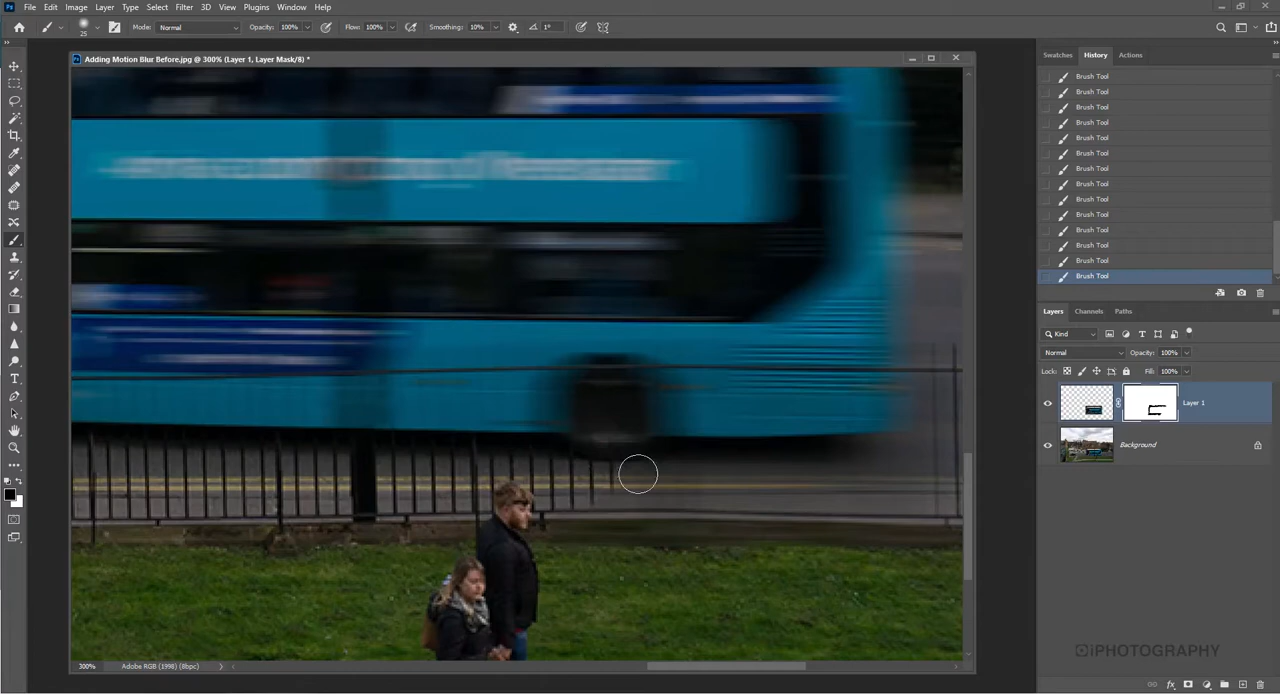 File Edit Image Layer Type Select Filter 3D View Plugins Window Help
25 Mode: Normal Opacity: 100% Flow: 100% Smoothing: 10% 1°
Adding Motion Blur Before.jpg @ 300% (Layer 1, Layer Mask/8) *
Swatches History Actions
Brush Tool
Brush Tool
Brush Tool
Brush Tool
Brush Tool
Brush Tool
Brush Tool
Brush Tool
Brush Tool
Brush Tool
Brush Tool
Brush Tool
Brush Tool
Brush Tool
Layers Channels Paths
Kind
Normal Opacity: 100%
Lock: Fill: 100%
Layer 1
Background
iPHOTOGRAPHY
300% Adobe RGB (1998) (8bpc)